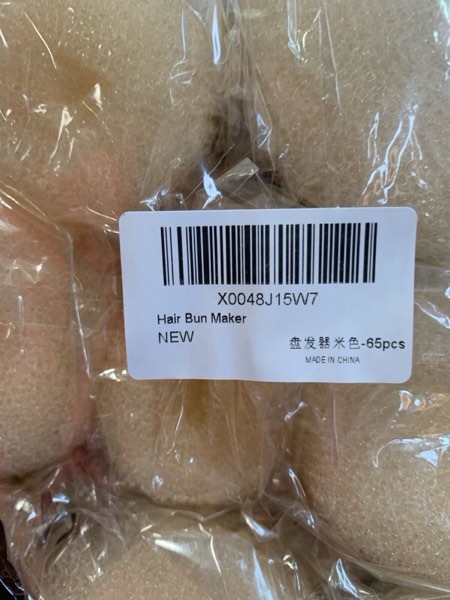 X0048J15W7
Hair Bun Maker
NEW
盘发器米色-65pcs
MADE IN CHINA